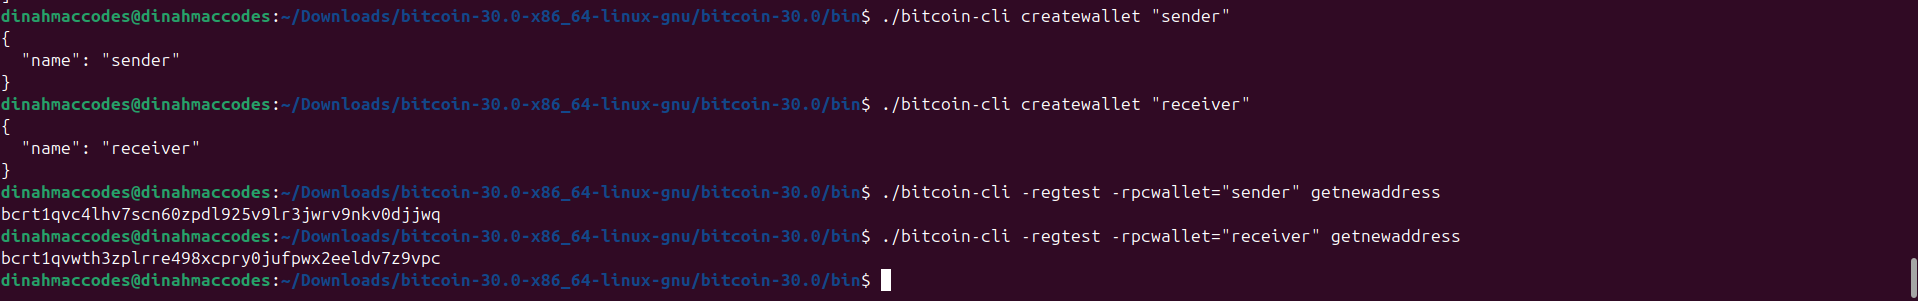 dinahmaccodes@dinahmaccodes:~/Downloads/bitcoin-30.0-x86_64-linux-gnu/bitcoin-30.0/bin$ ./bitcoin-cli createwallet "sender"
{
  "name": "sender"
}
dinahmaccodes@dinahmaccodes:~/Downloads/bitcoin-30.0-x86_64-linux-gnu/bitcoin-30.0/bin$ ./bitcoin-cli createwallet "receiver"
{
  "name": "receiver"
}
dinahmaccodes@dinahmaccodes:~/Downloads/bitcoin-30.0-x86_64-linux-gnu/bitcoin-30.0/bin$ ./bitcoin-cli -regtest -rpcwallet="sender" getnewaddress
bcrt1qvc4lhv7scn60zpdl925v9lr3jwrv9nkv0djjwq
dinahmaccodes@dinahmaccodes:~/Downloads/bitcoin-30.0-x86_64-linux-gnu/bitcoin-30.0/bin$ ./bitcoin-cli -regtest -rpcwallet="receiver" getnewaddress
bcrt1qvwth3zplrre498xcpry0jufpwx2eeldv7z9vpc
dinahmaccodes@dinahmaccodes:~/Downloads/bitcoin-30.0-x86_64-linux-gnu/bitcoin-30.0/bin$